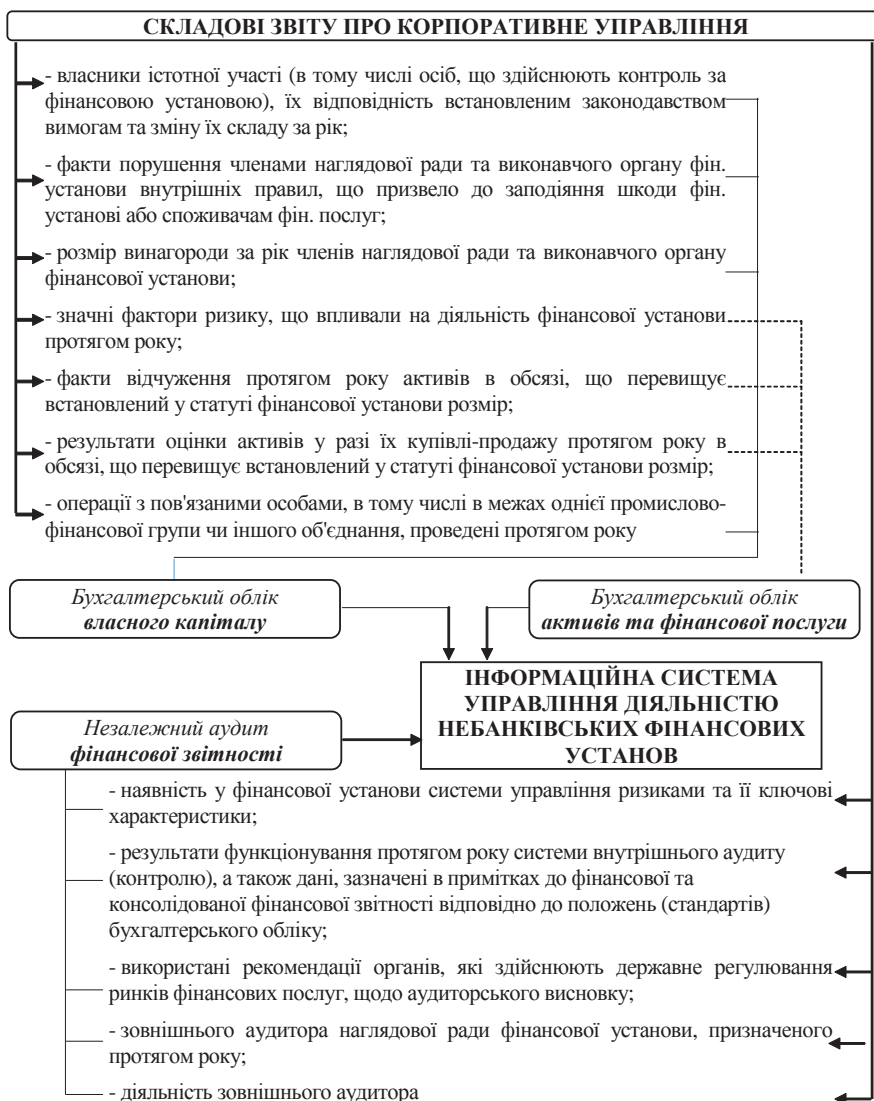 СКЛАДОВІ ЗВІТУ ПРО КОРПОРАТИВНЕ УПРАВЛІННЯ
- власники істотної участі (в тому числі осіб, що здійснюють контроль за
фінансовою установою), їх відповідність встановленим законодавством
вимогам та зміну їх складу за рік;
- факти порушення членами наглядової ради та виконавчого органу фін.
установи внутрішніх правил, що призвело до заподіяння шкоди фін.
установі або споживачам фін. послуг;
- розмір винагороди за рік членів наглядової ради та виконавчого органу
фінансової установи;
- значні фактори ризику, що впливали на діяльність фінансової установи
протягом року;
- факти відчуження протягом року активів в обсязі, що перевищує
встановлений у статуті фінансової установи розмір;
- результати оцінки активів у разі їх купівлі-продажу протягом року в
обсязі, що перевищує встановлений у статуті фінансової установи розмір;
- операції з пов'язаними особами, в тому числі в межах однієї промислово-
фінансової групи чи іншого об'єднання, проведені протягом року
Бухгалтерський облік
власного капіталу
Бухгалтерський облік
активів та фінансової послуги
ІНФОРМАЦІЙНА СИСТЕМА
УПРАВЛІННЯ ДІЯЛЬНІСТЮ
НЕБАНКІВСЬКИХ ФІНАНСОВИХ
УСТАНОВ
Незалежний аудит
фінансової звітності
- наявність у фінансової установи системи управління ризиками та її ключові
характеристики;
- результати функціонування протягом року системи внутрішнього аудиту
(контролю), а також дані, зазначені в примітках до фінансової та
консолідованої фінансової звітності відповідно до положень (стандартів)
бухгалтерського обліку;
- використані рекомендації органів, які здійснюють державне регулювання
ринків фінансових послуг, щодо аудиторського висновку;
- зовнішнього аудитора наглядової ради фінансової установи, призначеного
протягом року;
- діяльність зовнішнього аудитора